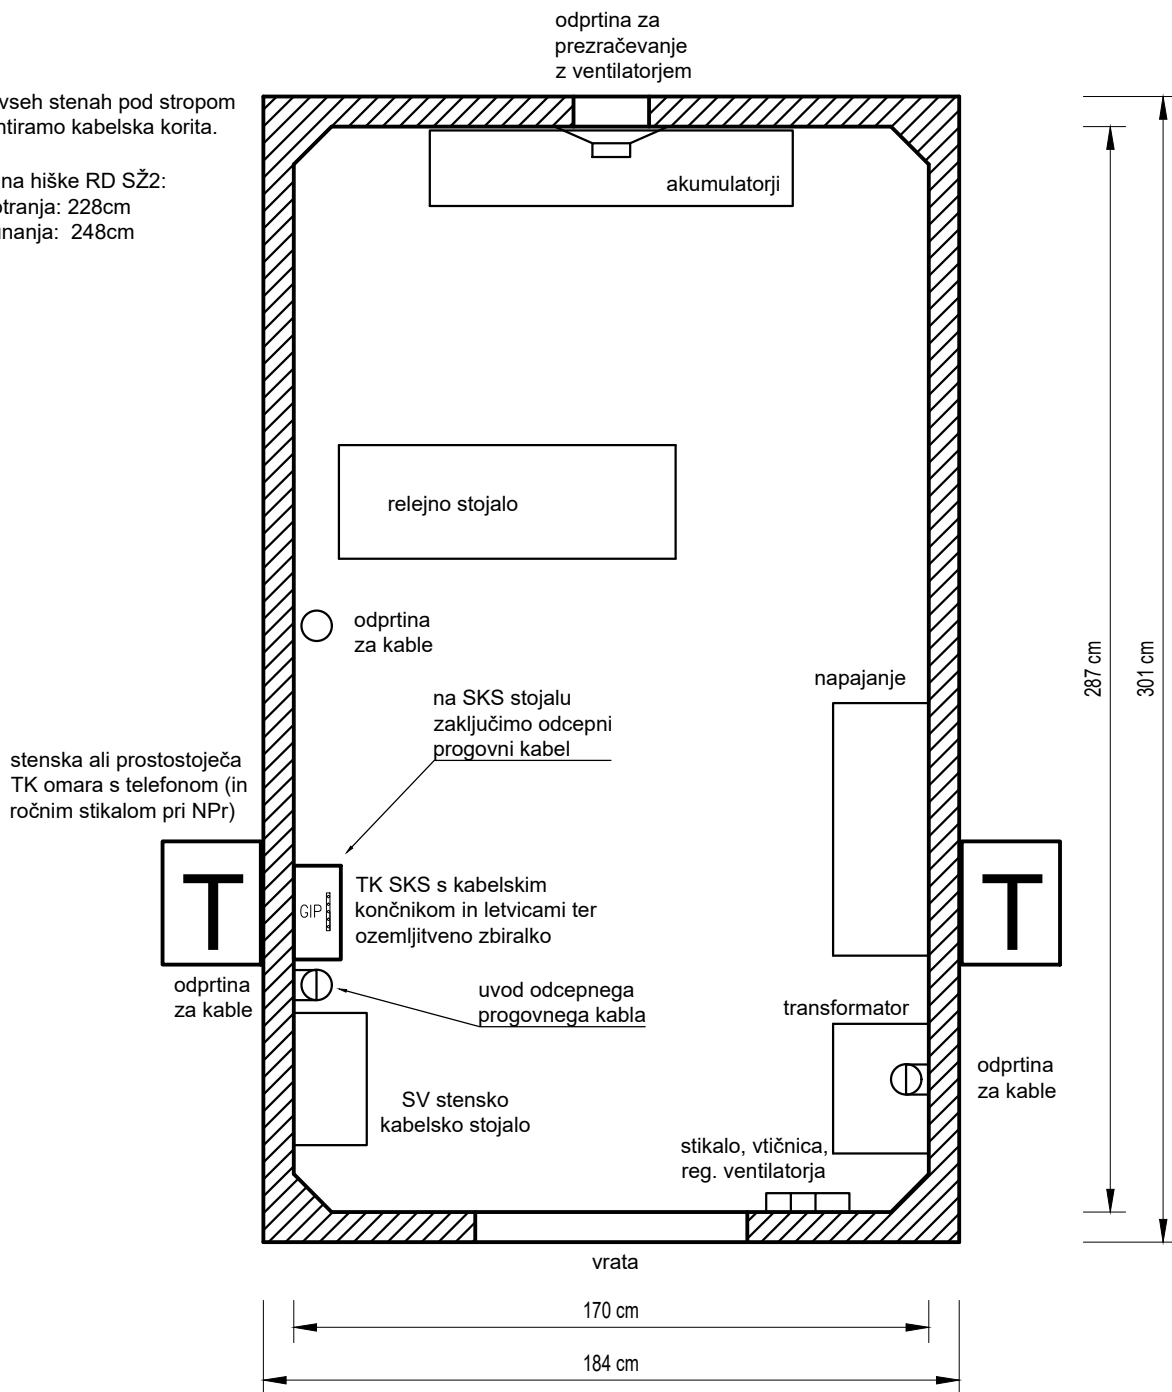 odprtina za
prezračevanje
z ventilatorjem
vseh stenah pod stropom
ntiramo kabelska korita.
na hiške RD SŽ2:
otranja: 228cm
unanja: 248cm
akumulatorji
relejno stojalo
odprtina
za kable
napajanje
287 cm
301 cm
na SKS stojalu
zaključimo odcepni
progovni kabel
stenska ali prostostoječa
TK omara s telefonom (in
ročnim stikalom pri NPr)
T
GIP
TK SKS s kabelskim
končnikom in letvicami ter
ozemljitveno zbiralko
T
odprtina
za kable
uvod odcepnega
progovnega kabla
transformator
odprtina
za kable
SV stensko
kabelsko stojalo
stikalo, vtičnica,
reg. ventilatorja
vrata
170 cm
184 cm